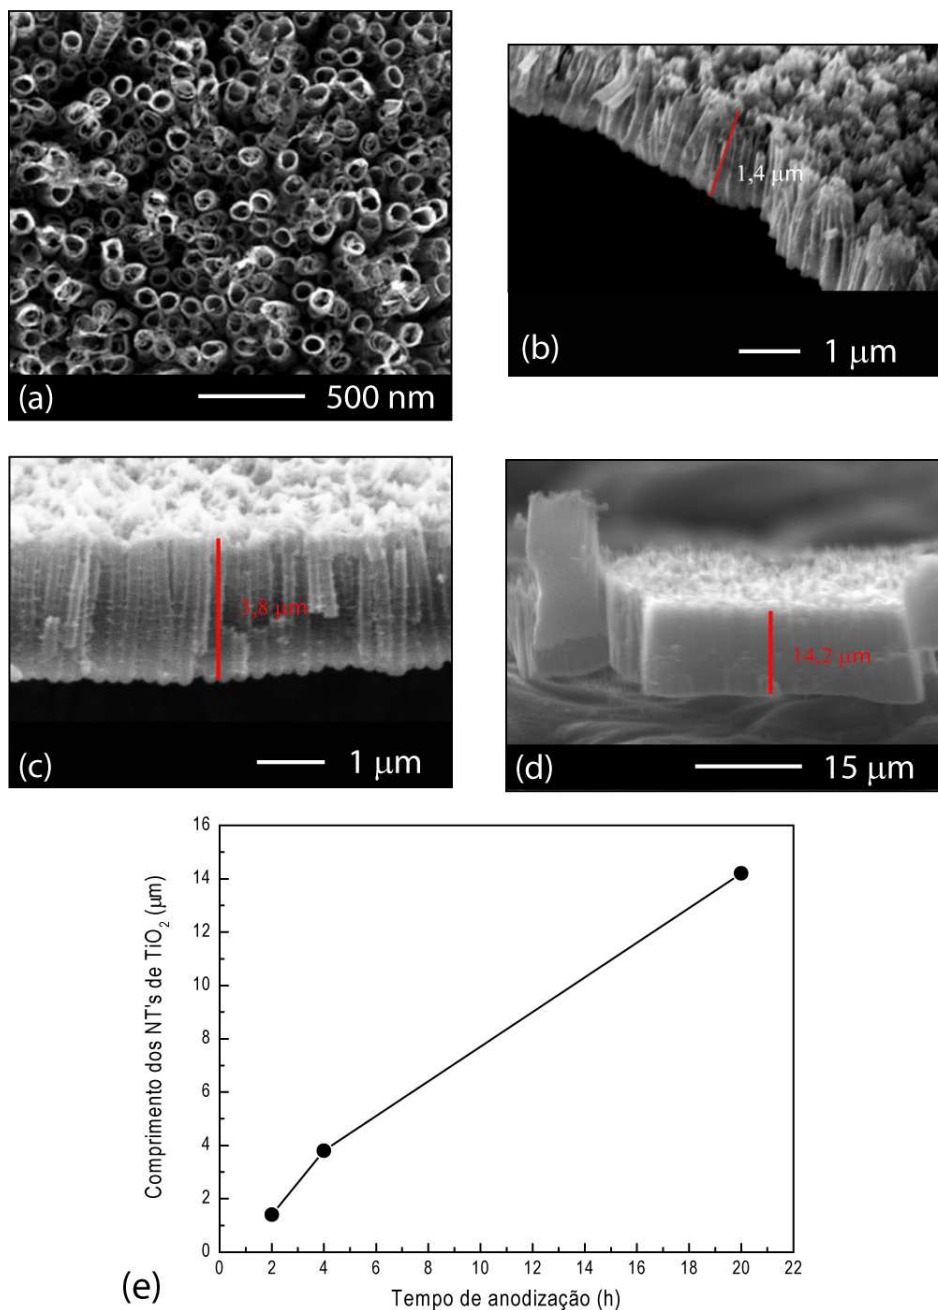 (a) 500 nm
1,4 μm
(b) 1 μm
3,8 μm
(c) 1 μm
14,2 μm
(d) 15 μm
Comprimento dos NT's de TiO₂ (μm)
16
14
12
10
8
6
4
2
0
0 2 4 6 8 10 12 14 16 18 20 22
Tempo de anodização (h)
(e)